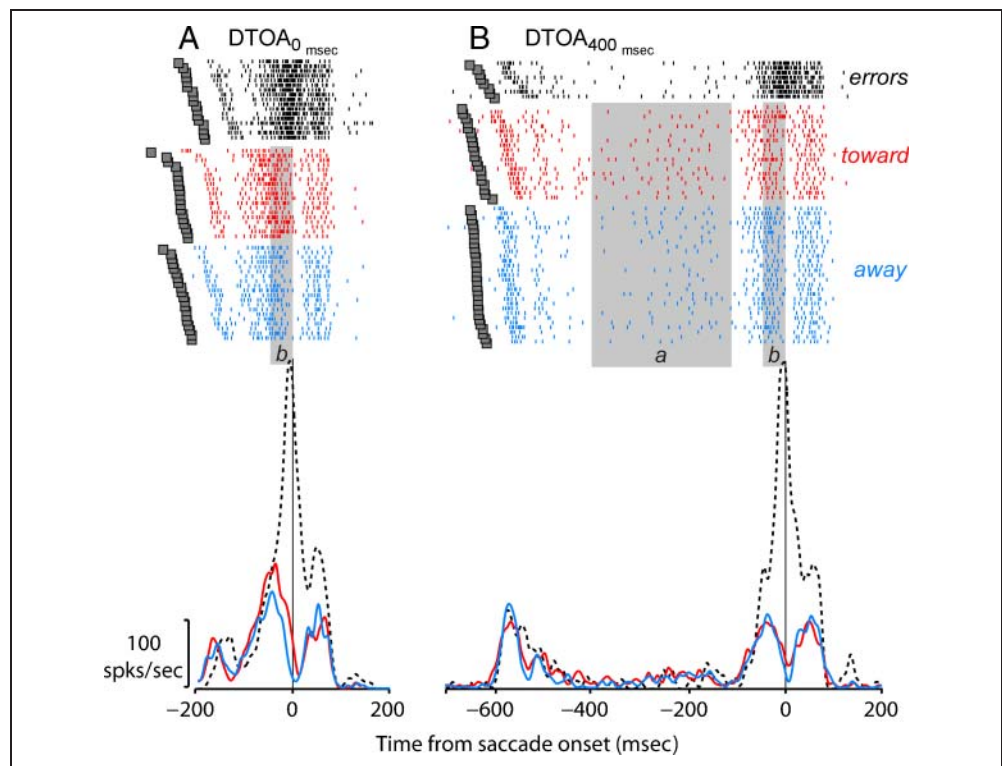 A DTOA0 msec
B DTOA400 msec
errors
toward
away
b
a
b
100
spks/sec
−200 0 200
−600 −400 −200 0 200
Time from saccade onset (msec)